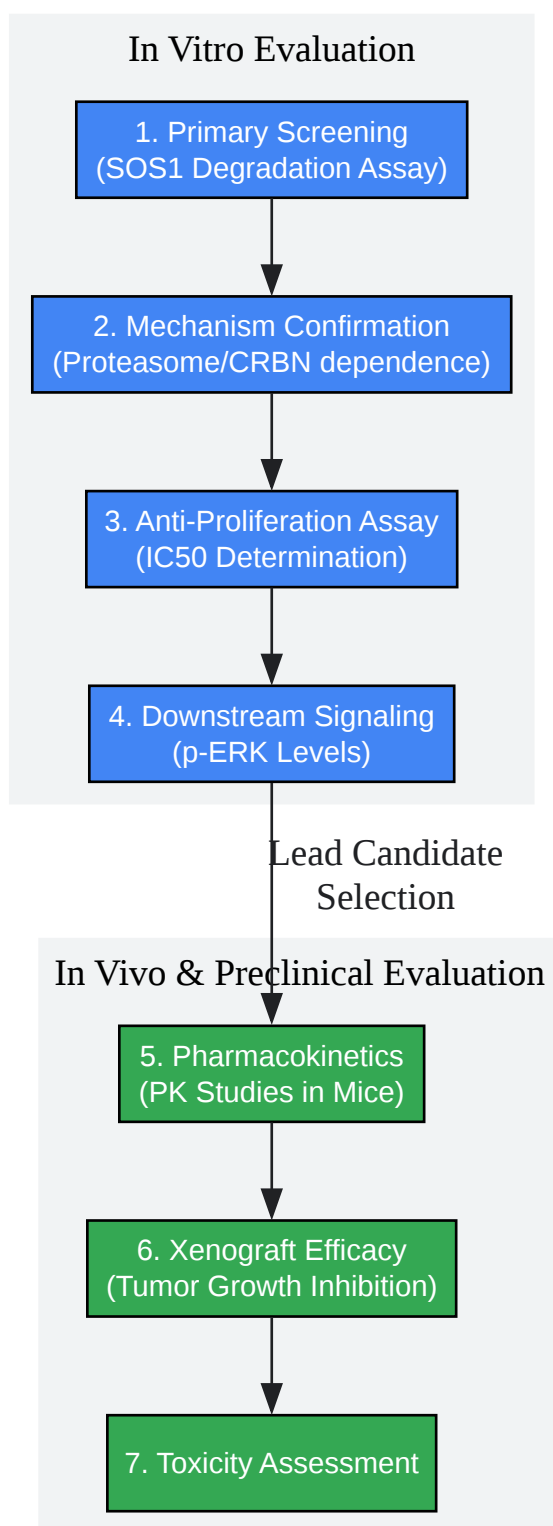 In Vitro Evaluation
1. Primary Screening
(SOS1 Degradation Assay)
2. Mechanism Confirmation
(Proteasome/CRBN dependence)
3. Anti-Proliferation Assay
(IC50 Determination)
4. Downstream Signaling
(p-ERK Levels)
Lead Candidate
Selection
In Vivo & Preclinical Evaluation
5. Pharmacokinetics
(PK Studies in Mice)
6. Xenograft Efficacy
(Tumor Growth Inhibition)
7. Toxicity Assessment